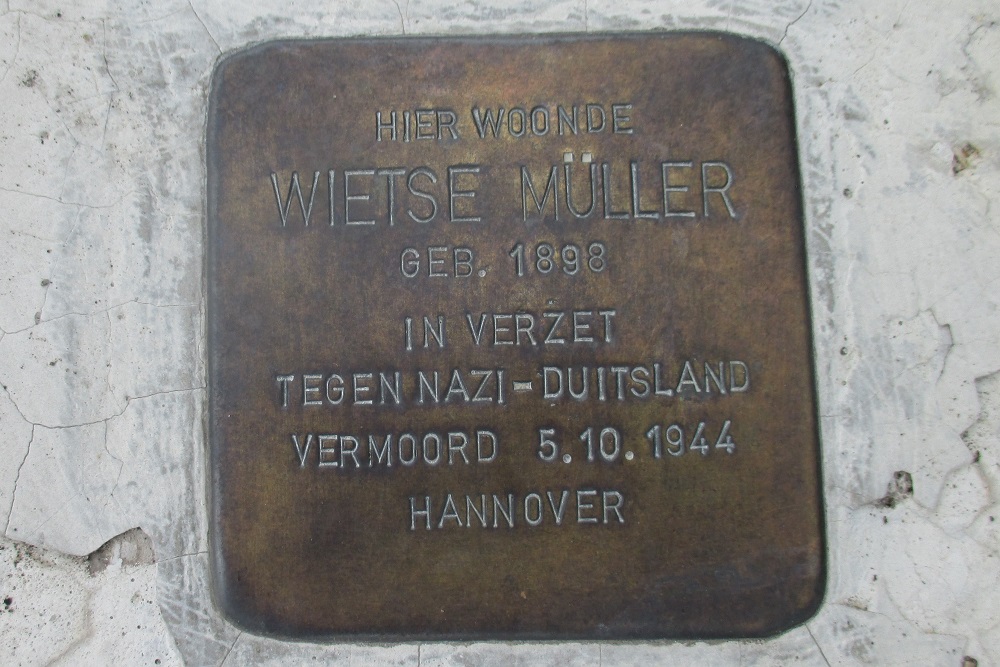 HIER WOONDE
WIETSE MÜLLER
GEB. 1898
IN VERZET
TEGEN NAZI-DUITSLAND
VERMOORD 5.10.1944
HANNOVER